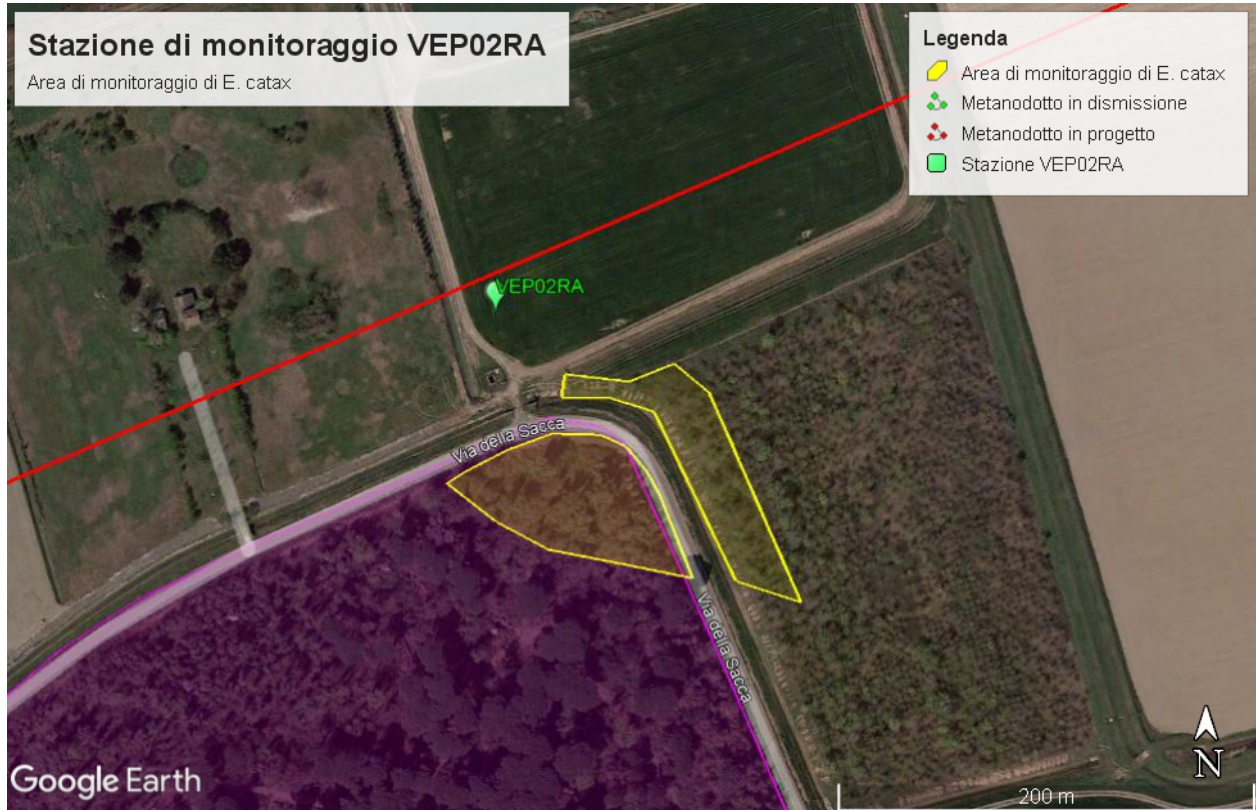 Stazione di monitoraggio VEP02RA
Area di monitoraggio di E. catax
Legenda
Area di monitoraggio di E. catax
Metanodotto in dismissione
Metanodotto in progetto
Stazione VEP02RA
VEP02RA
Via della Sacca
Via della Sacca
Google Earth
N
200 m